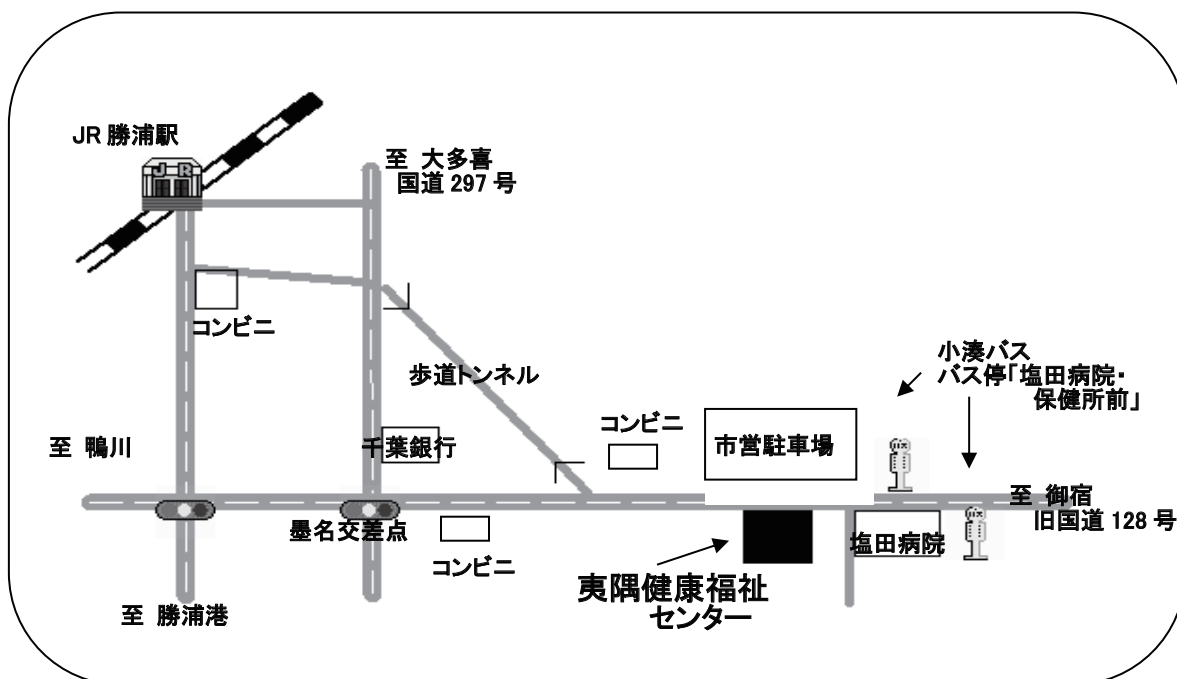 JR 勝浦駅
JR
至 大多喜
国道 297 号
コンビニ
歩道トンネル
小湊バス
バス停「塩田病院・
保健所前」
至 鴨川
千葉銀行
コンビニ
市営駐車場
至 御宿
旧国道 128 号
墨名交差点
コンビニ
塩田病院
夷隅健康福祉
センター
至 勝浦港